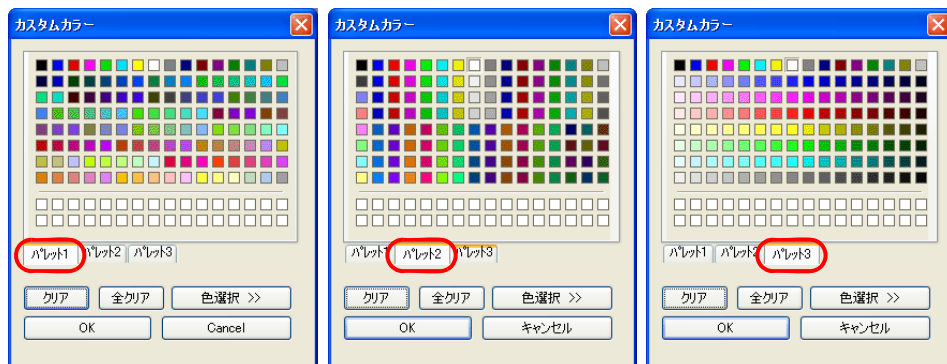 カスタムカラー
パレット1 パレット2 パレット3
クリア 全クリア 色選択 >>
OK Cancel
カスタムカラー
パレット1 パレット2 パレット3
クリア 全クリア 色選択 >>
OK キャンセル
カスタムカラー
パレット1 パレット2 パレット3
クリア 全クリア 色選択 >>
OK キャンセル